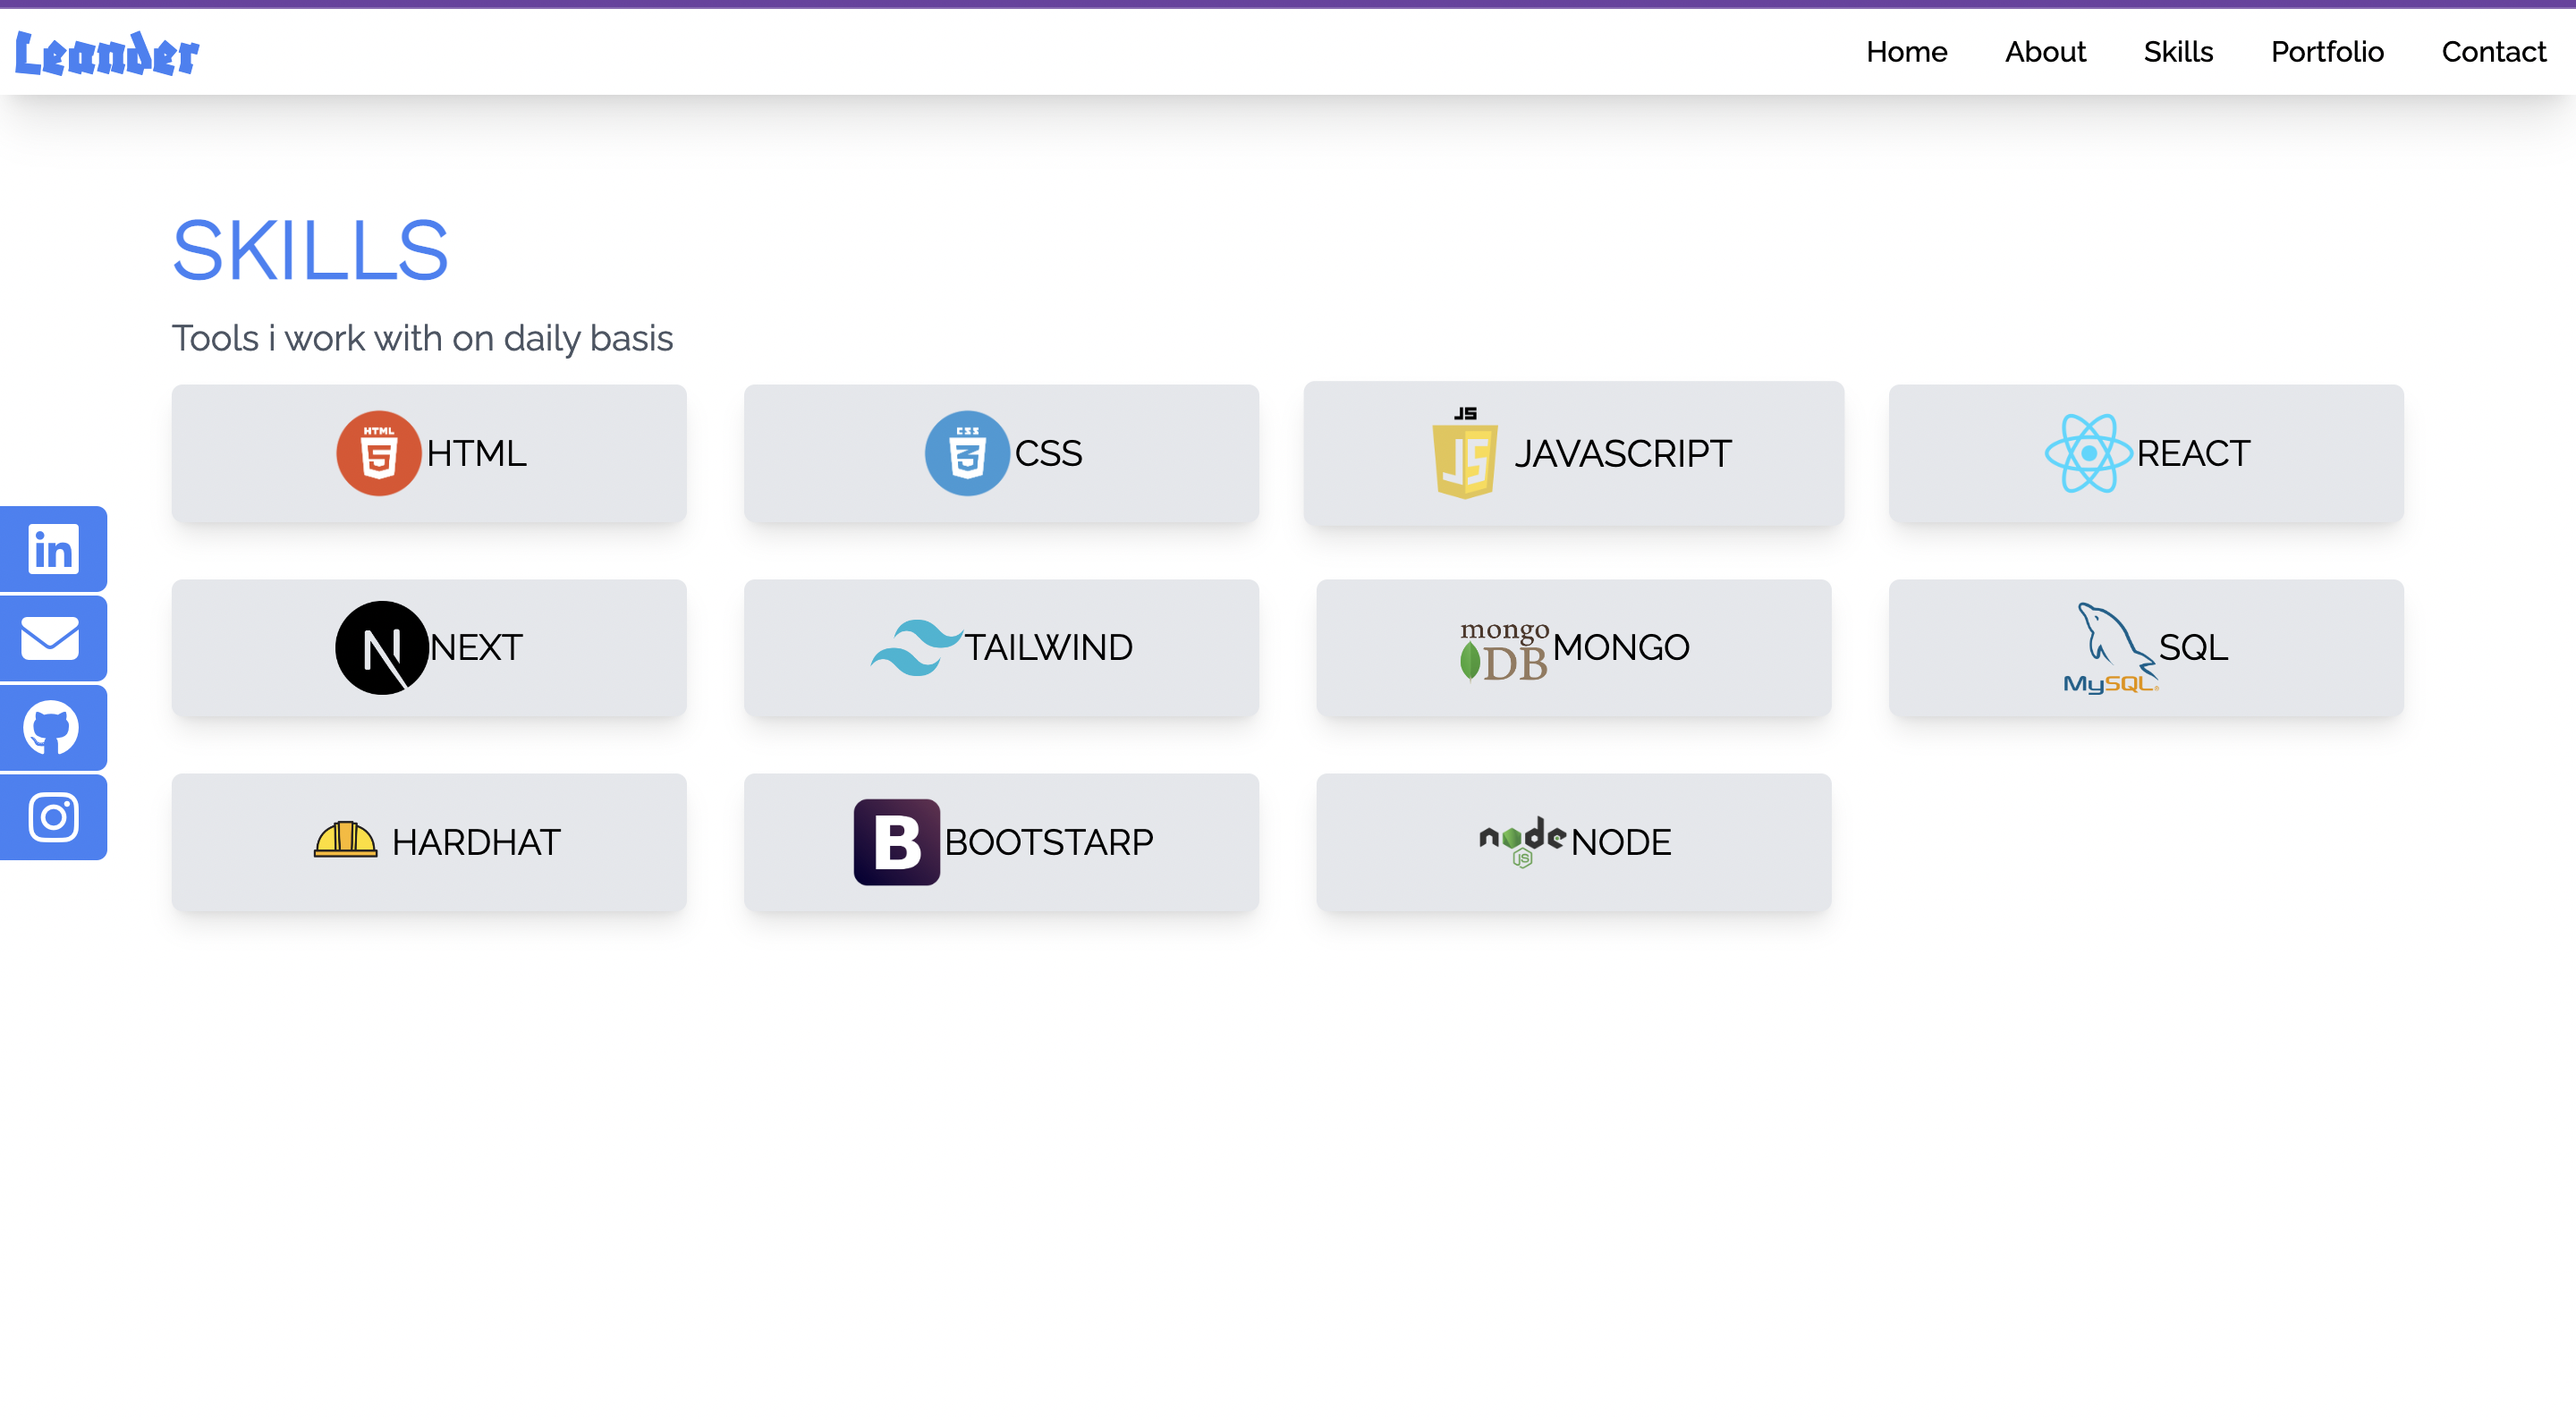 Leander
Home About Skills Portfolio Contact
SKILLS
Tools i work with on daily basis
HTML HTML
CSS CSS
JS JS JAVASCRIPT
REACT
in
N NEXT
TAILWIND
mongo DB MONGO
MySQL® SQL
HARDHAT
B BOOTSTARP
node JS NODE